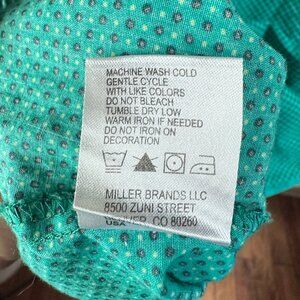 MACHINE WASH COLD
GENTLE CYCLE
WITH LIKE COLORS
DO NOT BLEACH
TUMBLE DRY LOW
WARM IRON IF NEEDED
DO NOT IRON ON
DECORATION
MILLER BRANDS LLC
8500 ZUNI STREET
CO 80260